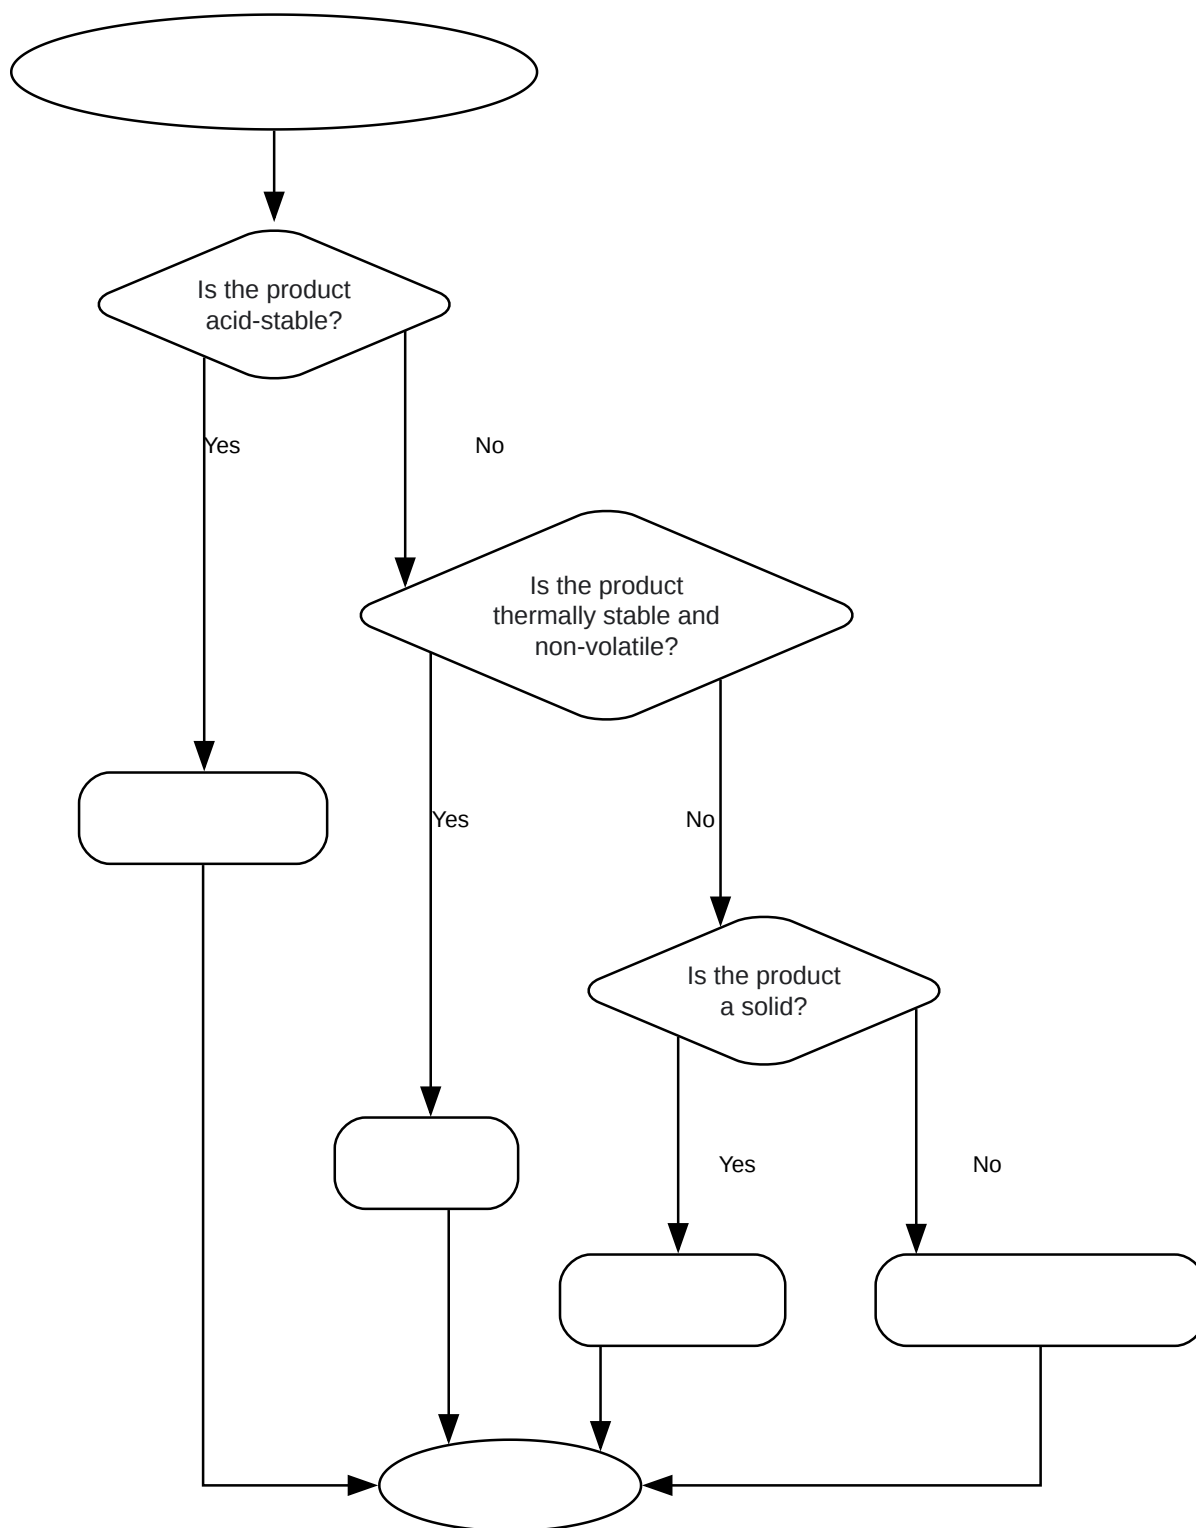 Is the product
acid-stable?
Yes
No
Is the product
thermally stable and
non-volatile?
Yes
No
Is the product
a solid?
Yes
No